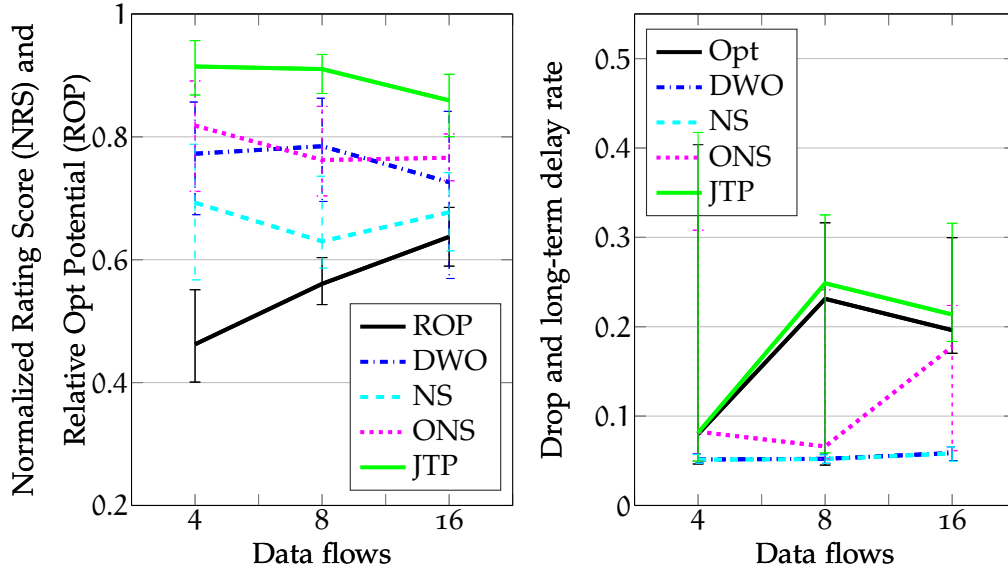 Normalized Rating Score (NRS) and
Relative Opt Potential (ROP)
1
0.8
0.6
0.4
0.2
4 8 16
Data flows
ROP
DWO
NS
ONS
JTP
Drop and long-term delay rate
0.5
0.4
0.3
0.2
0.1
0
4 8 16
Data flows
Opt
DWO
NS
ONS
JTP